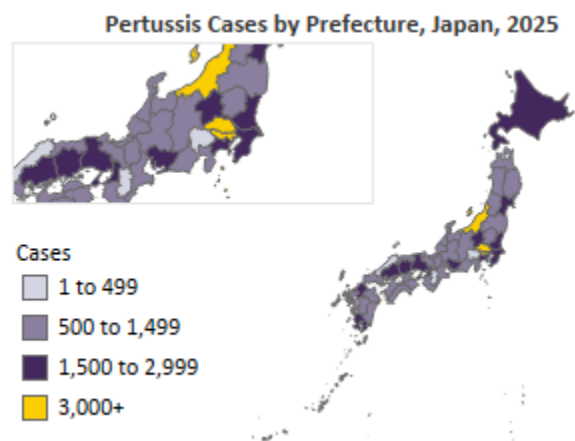 Pertussis Cases by Prefecture, Japan, 2025
Cases
1 to 499
500 to 1,499
1,500 to 2,999
3,000+